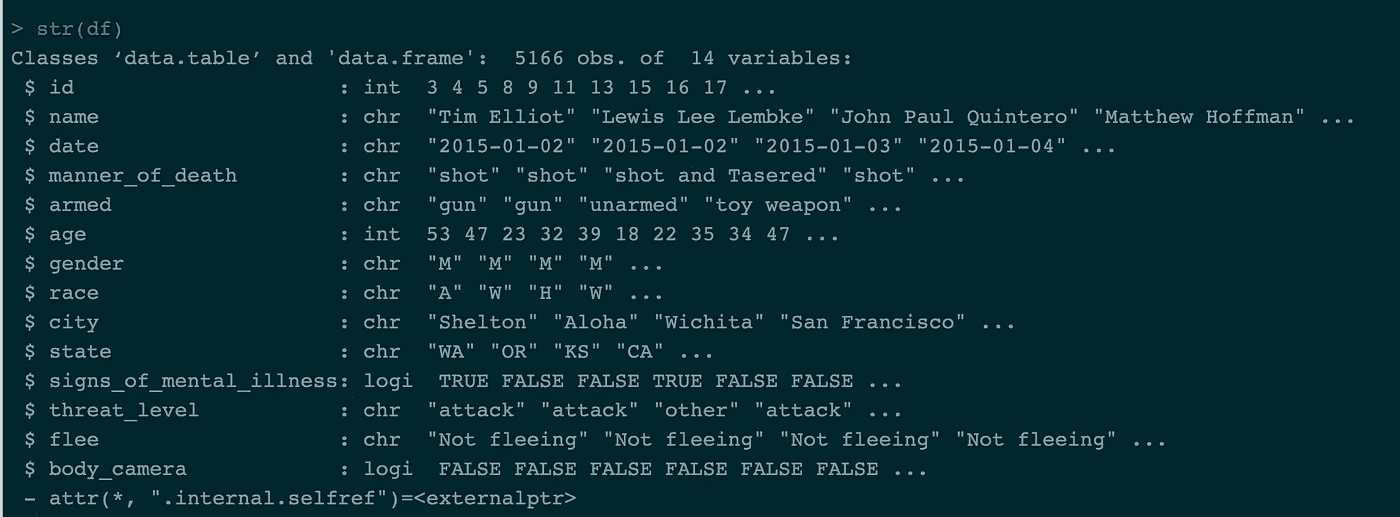 > str(df)
Classes ‘data.table’ and 'data.frame':  5166 obs. of  14 variables:
 $ id                     : int  3 4 5 8 9 11 13 15 16 17 ...
 $ name                   : chr  "Tim Elliot" "Lewis Lee Lembke" "John Paul Quintero" "Matthew Hoffman" ...
 $ date                   : chr  "2015-01-02" "2015-01-02" "2015-01-03" "2015-01-04" ...
 $ manner_of_death        : chr  "shot" "shot" "shot and Tasered" "shot" ...
 $ armed                  : chr  "gun" "gun" "unarmed" "toy weapon" ...
 $ age                    : int  53 47 23 32 39 18 22 35 34 47 ...
 $ gender                 : chr  "M" "M" "M" "M" ...
 $ race                   : chr  "A" "W" "H" "W" ...
 $ city                   : chr  "Shelton" "Aloha" "Wichita" "San Francisco" ...
 $ state                  : chr  "WA" "OR" "KS" "CA" ...
 $ signs_of_mental_illness: logi  TRUE FALSE FALSE TRUE FALSE FALSE ...
 $ threat_level           : chr  "attack" "attack" "other" "attack" ...
 $ flee                   : chr  "Not fleeing" "Not fleeing" "Not fleeing" "Not fleeing" ...
 $ body_camera            : logi  FALSE FALSE FALSE FALSE FALSE FALSE ...
 - attr(*, ".internal.selfref")=<externalptr>